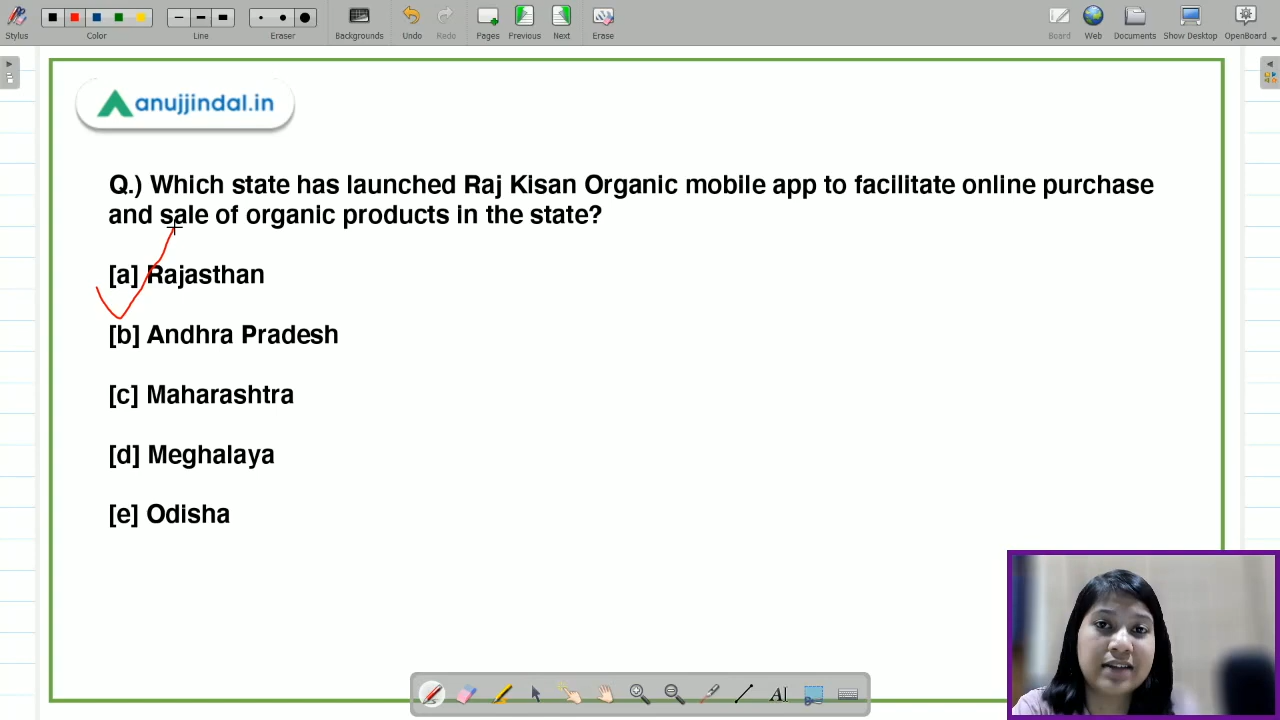 Stylus
Color
Line
Eraser
Backgrounds
Undo
Redo
Pages
Previous
Next
Erase
Board
Web
Documents
Show Desktop
OpenBoard
anujjindal.in
Q.) Which state has launched Raj Kisan Organic mobile app to facilitate online purchase
and sale of organic products in the state?
[a] Rajasthan
[b] Andhra Pradesh
[c] Maharashtra
[d] Meghalaya
[e] Odisha
AI